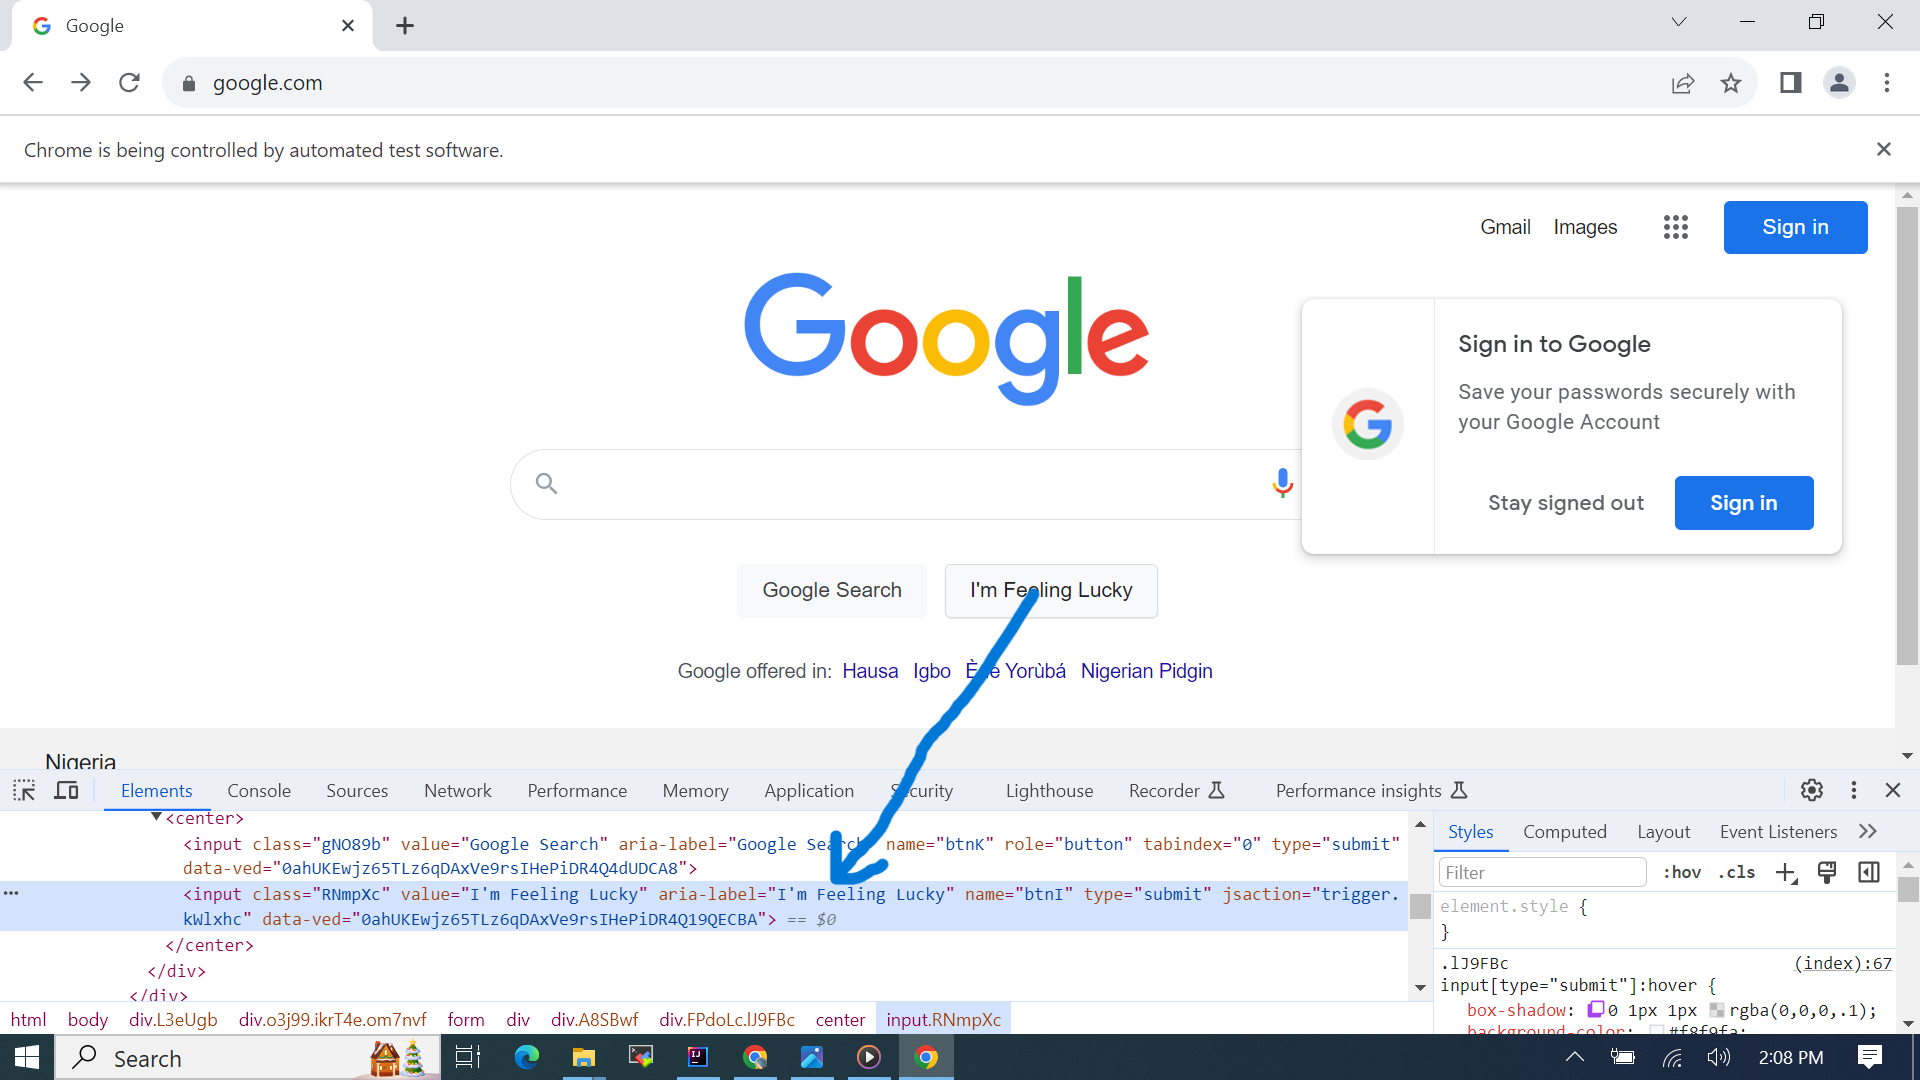 Google
google.com
Chrome is being controlled by automated test software.
Gmail Images Sign in
Google
Sign in to Google
Save your passwords securely with
your Google Account
Stay signed out Sign in
Google Search I'm Feeling Lucky
Google offered in: Hausa Igbo Èdè Yorùbá Nigerian Pidgin
Nigeria
Elements Console Sources Network Performance Memory Application Security Lighthouse Recorder Performance insights
<center>
<input class="gNO89b" value="Google Search" aria-label="Google Search" name="btnK" role="button" tabindex="0" type="submit"
data-ved="0ahUKEwjz65TLz6qDAxVe9rsIHePiDR4Q4dUDCA8">
<input class="RNmpXc" value="I'm Feeling Lucky" aria-label="I'm Feeling Lucky" name="btnI" type="submit" jsaction="trigger.
kWlxhc" data-ved="0ahUKEwjz65TLz6qDAxVe9rsIHePiDR4Q19QECBA"> == $0
</center>
</div>
</div>
html body div.L3eUgb div.o3j99.ikrT4e.om7nvf form div div.A8SBwf div.FPdoLc.lJ9FBc center input.RNmpXc
Styles Computed Layout Event Listeners
Filter :hov .cls
element.style {
}
.lJ9FBc (index):67
input[type="submit"]:hover {
box-shadow: 0 1px 1px rgba(0,0,0,.1);
background-color: #f8f9fa;
Search
2:08 PM